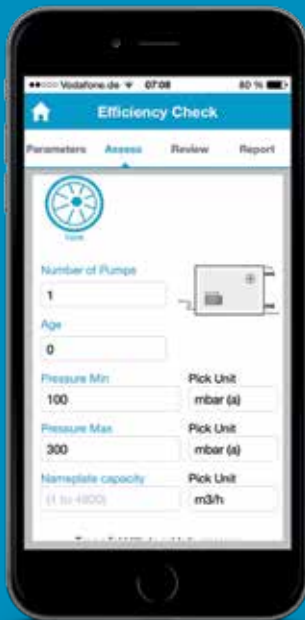 Vodafone.de 07:08 80 %
Efficiency Check
Parameters Assess Review Report
Number of Pumps
1
Age
0
Pressure Min Pick Unit
100 mbar (a)
Pressure Max Pick Unit
300 mbar (a)
Nameplate capacity Pick Unit
(1 to 4800) m3/h